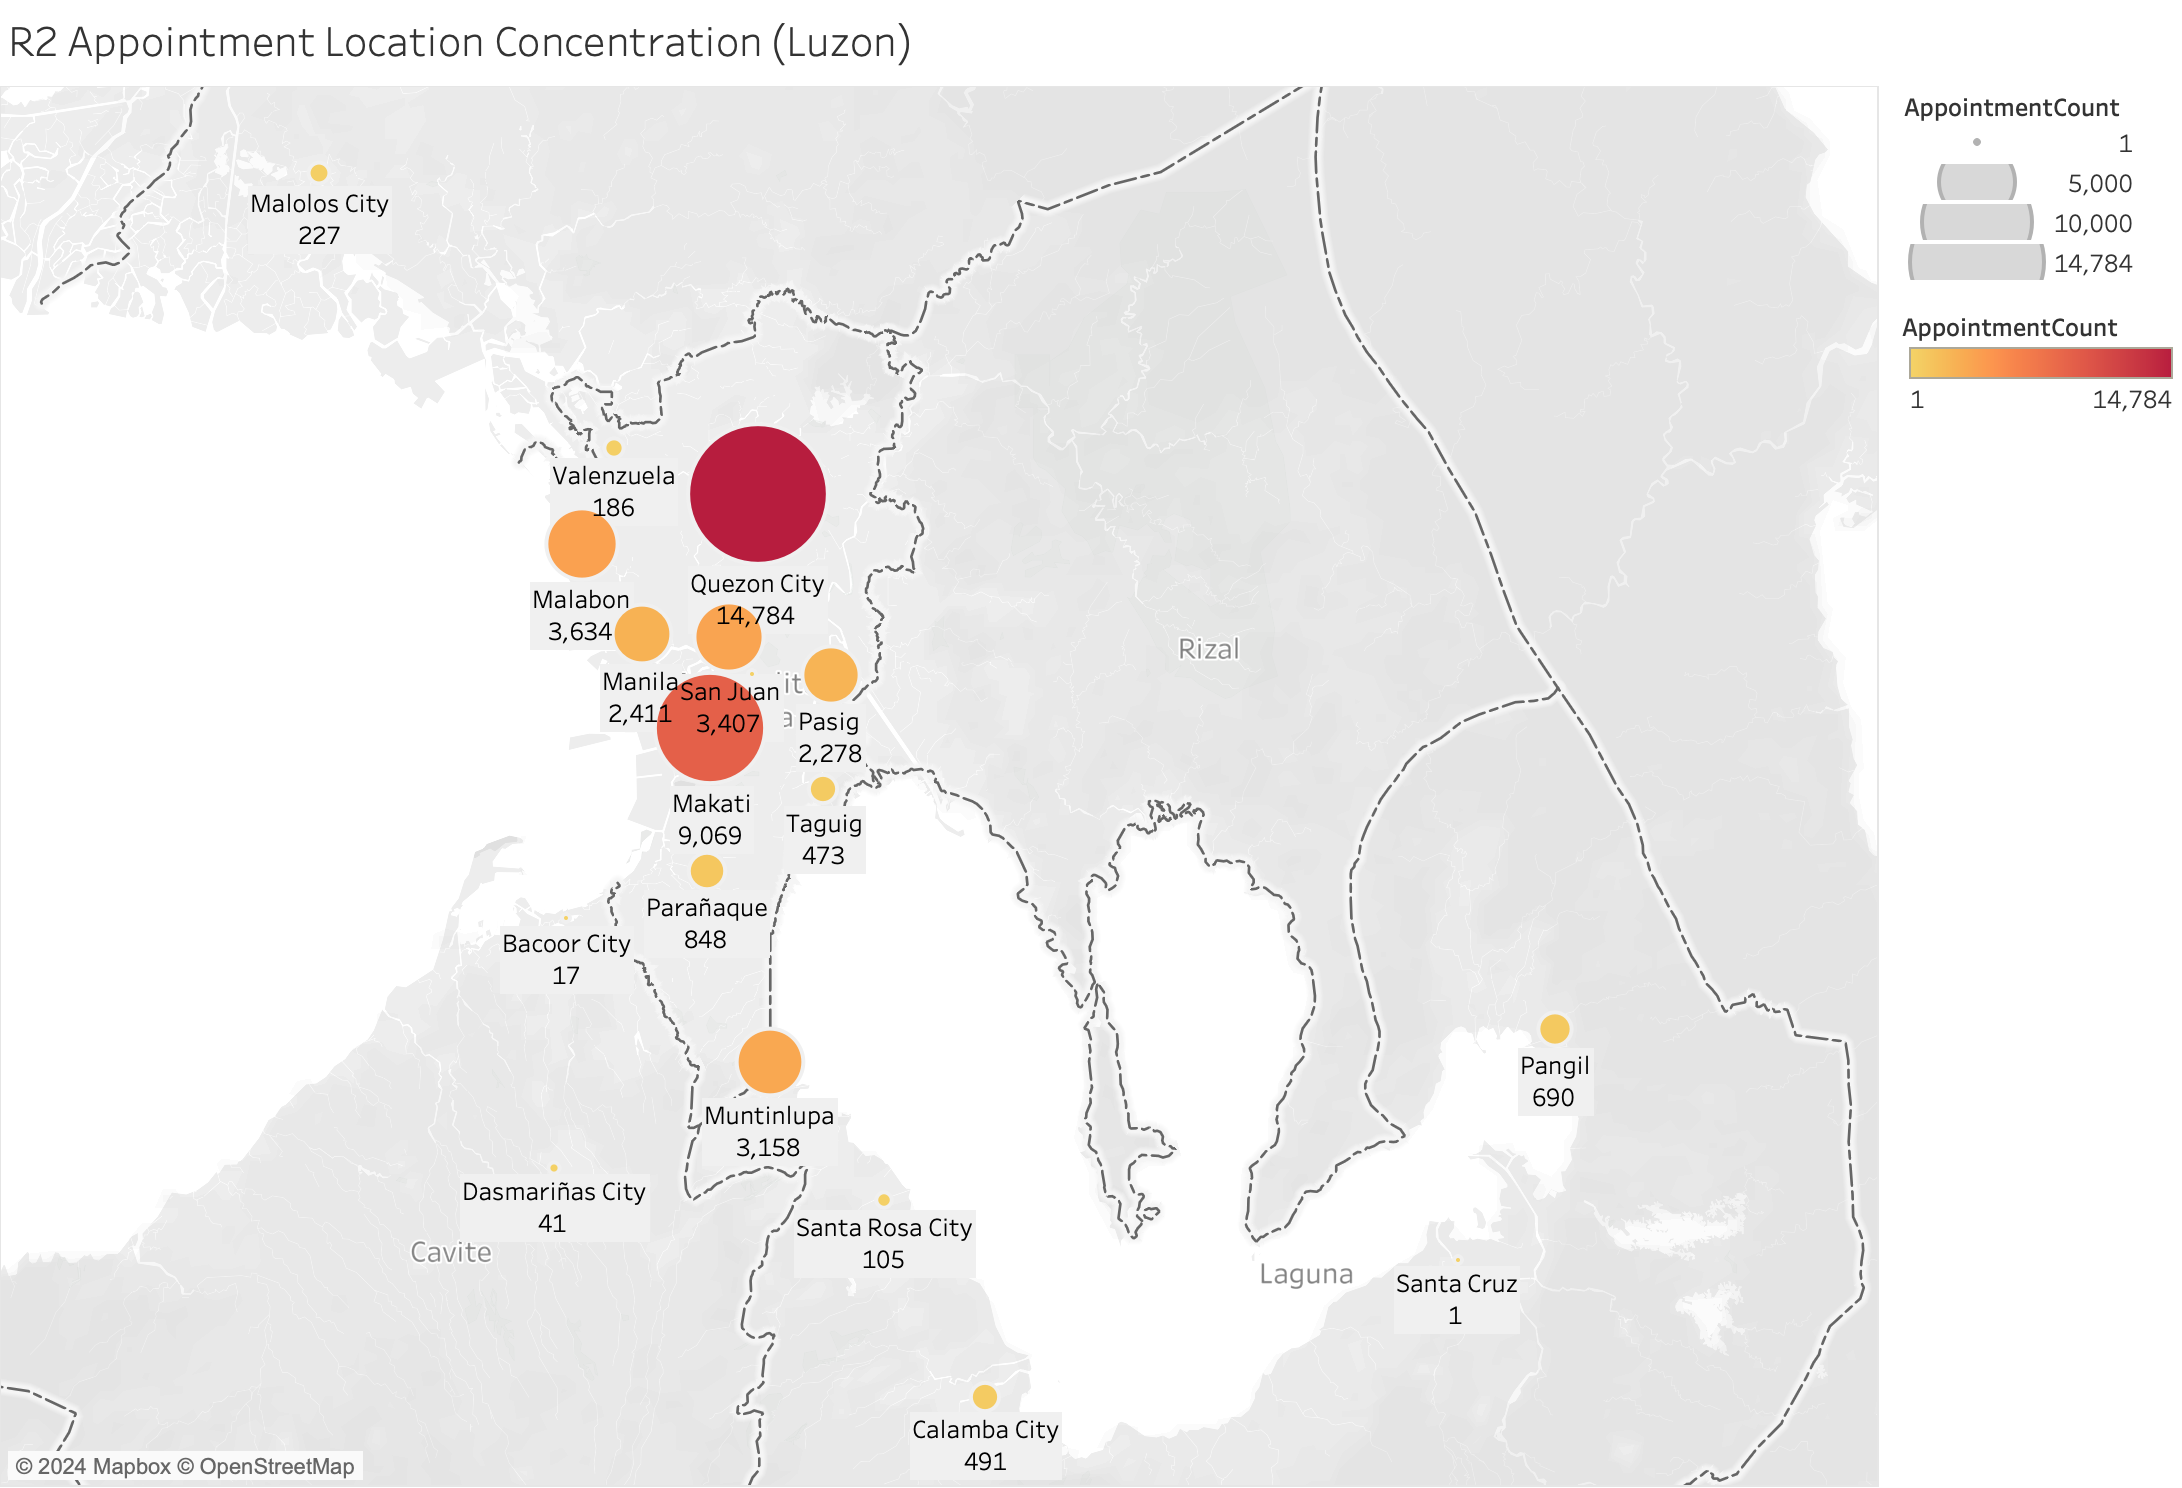 R2 Appointment Location Concentration (Luzon)
AppointmentCount
1
5,000
10,000
14,784
AppointmentCount
1
14,784
Malolos City
227
Valenzuela
186
Quezon City
14,784
Malabon
3,634
Manila
2,411
San Juan
3,407
Pasig
2,278
Rizal
Makati
9,069
Taguig
473
Parañaque
848
Bacoor City
17
Pangil
690
Muntinlupa
3,158
Dasmariñas City
41
Santa Rosa City
105
Cavite
Laguna
Santa Cruz
1
Calamba City
491
© 2024 Mapbox © OpenStreetMap